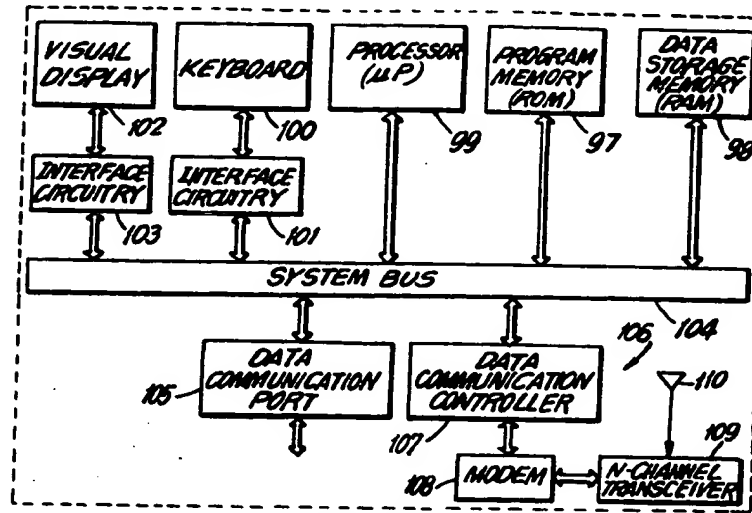 VISUAL
DISPLAY
102
KEYBOARD
100
PROCESSOR
(μP)
99
PROGRAM
MEMORY
(ROM)
97
DATA
STORAGE
MEMORY
(RAM)
98
INTERFACE
CIRCUITRY
103
INTERFACE
CIRCUITRY
101
SYSTEM BUS
104
106
105
DATA
COMMUNICATION
PORT
DATA
COMMUNICATION
CONTROLLER
107
110
108
MODEM
109
N-CHANNEL
TRANSCEIVER